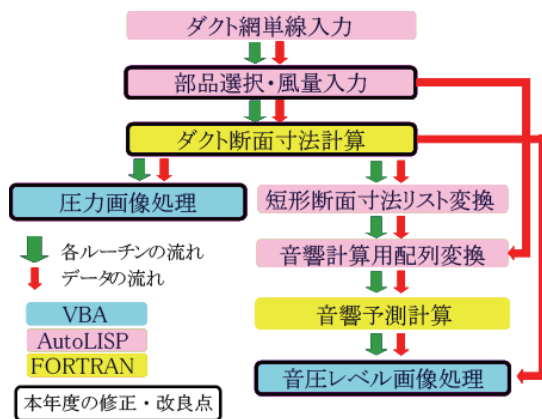 ダクト網単線入力
部品選択・風量入力
ダクト断面寸法計算
圧力画像処理
短形断面寸法リスト変換
音響計算用配列変換
音響予測計算
音圧レベル画像処理
各ルーチンの流れ
データの流れ
VBA
AutoLISP
FORTRAN
本年度の修正・改良点